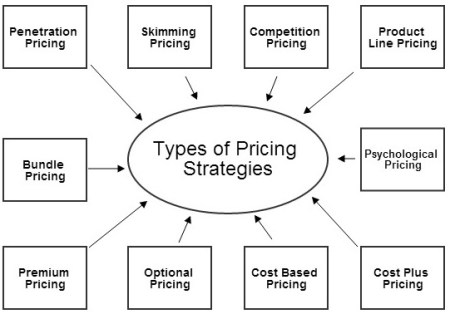 Penetration
Pricing
Skimming
Pricing
Competition
Pricing
Product
Line Pricing
Types of Pricing
Strategies
Bundle
Pricing
Psychological
Pricing
Premium
Pricing
Optional
Pricing
Cost Based
Pricing
Cost Plus
Pricing